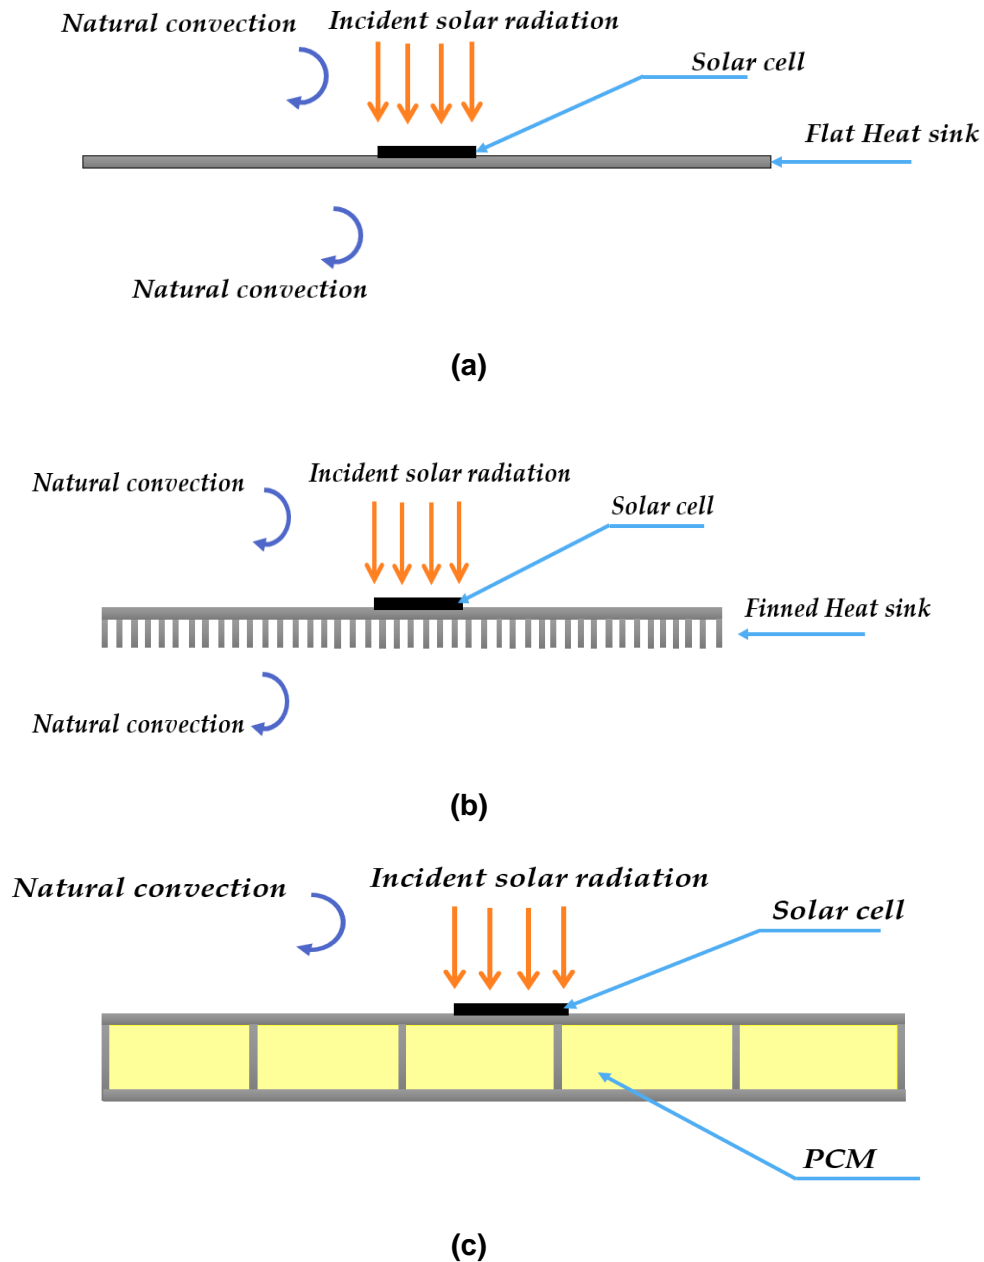 Natural convection
Incident solar radiation
Solar cell
Flat Heat sink
Natural convection
(a)
Natural convection
Incident solar radiation
Solar cell
Finned Heat sink
Natural convection
(b)
Natural convection
Incident solar radiation
Solar cell
PCM
(c)